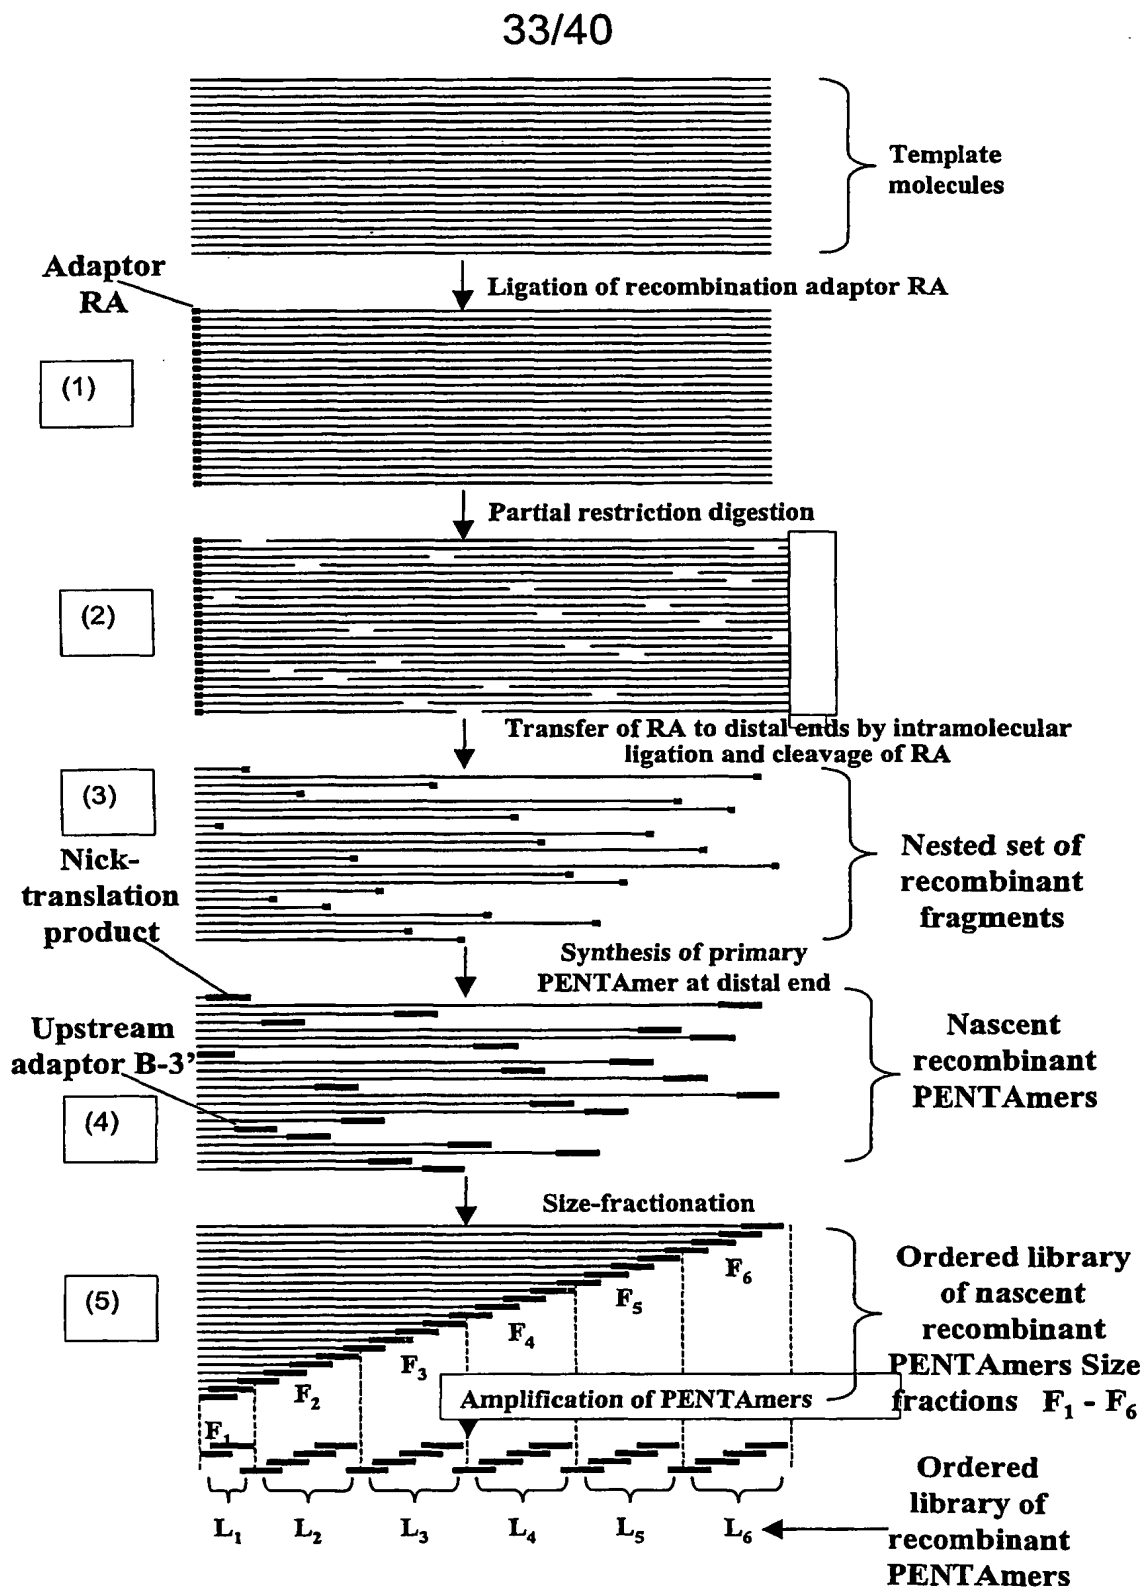 33/40
Template
molecules
Adaptor
RA
Ligation of recombination adaptor RA
(1)
Partial restriction digestion
(2)
Transfer of RA to distal ends by intramolecular
ligation and cleavage of RA
(3)
Nick-
translation
product
Nested set of
recombinant
fragments
Synthesis of primary
PENTAmer at distal end
Upstream
adaptor B-3’
Nascent
recombinant
PENTAmers
(4)
Size-fractionation
(5)
F₆
F₅
F₄
F₃
F₂
F₁
Ordered library
of nascent
recombinant
PENTAmers Size
fractions F₁ - F₆
Amplification of PENTAmers
L₁ L₂ L₃ L₄ L₅ L₆
Ordered
library of
recombinant
PENTAmers